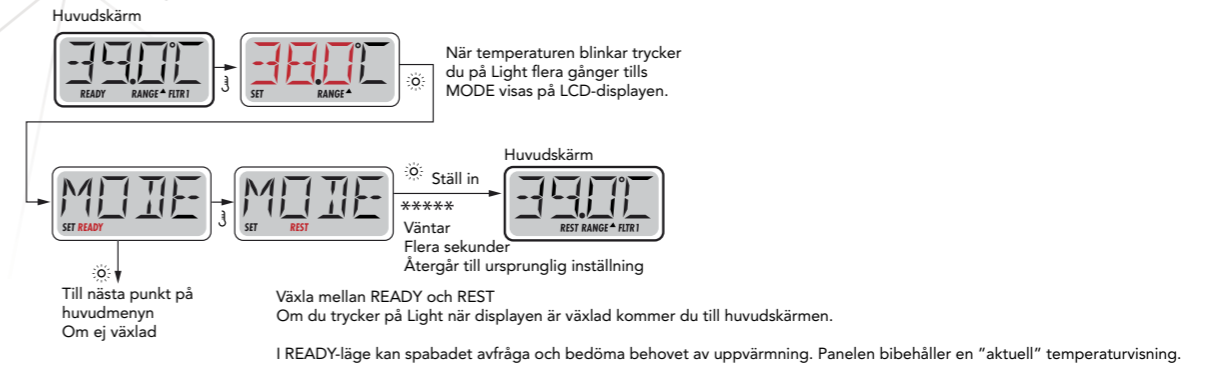 Huvudskärm
39.0°C
READY RANGE FLTR1
38.0°C
SET RANGE
När temperaturen blinkar trycker
du på Light flera gånger tills
MODE visas på LCD-displayen.
MODE
SET READY
MODE
SET REST
Ställ in
*****
Väntar
Flera sekunder
Återgår till ursprunglig inställning
Huvudskärm
39.0°C
REST RANGE FLTR1
Till nästa punkt på
huvudmenyn
Om ej växlad
Växla mellan READY och REST
Om du trycker på Light när displayen är växlad kommer du till huvudskärmen.
I READY-läge kan spabadet avfråga och bedöma behovet av uppvärmning. Panelen bibehåller en ”aktuell” temperaturvisning.